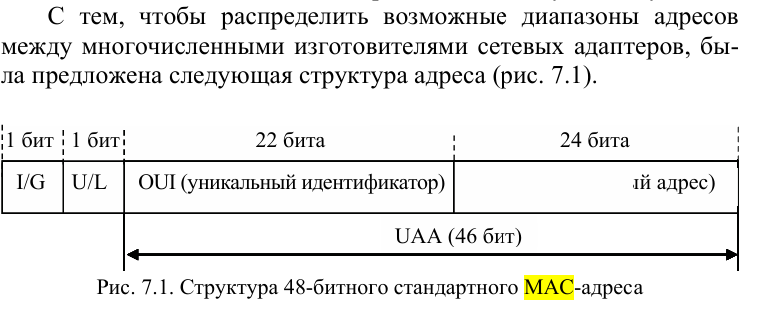 С тем, чтобы распределить возможные диапазоны адресов
между многочисленными изготовителями сетевых адаптеров, бы-
ла предложена следующая структура адреса (рис. 7.1).
1 бит 1 бит 22 бита 24 бита
I/G U/L OUI (уникальный идентификатор) адрес)
UAA (46 бит)
Рис. 7.1. Структура 48-битного стандартного MAC-адреса